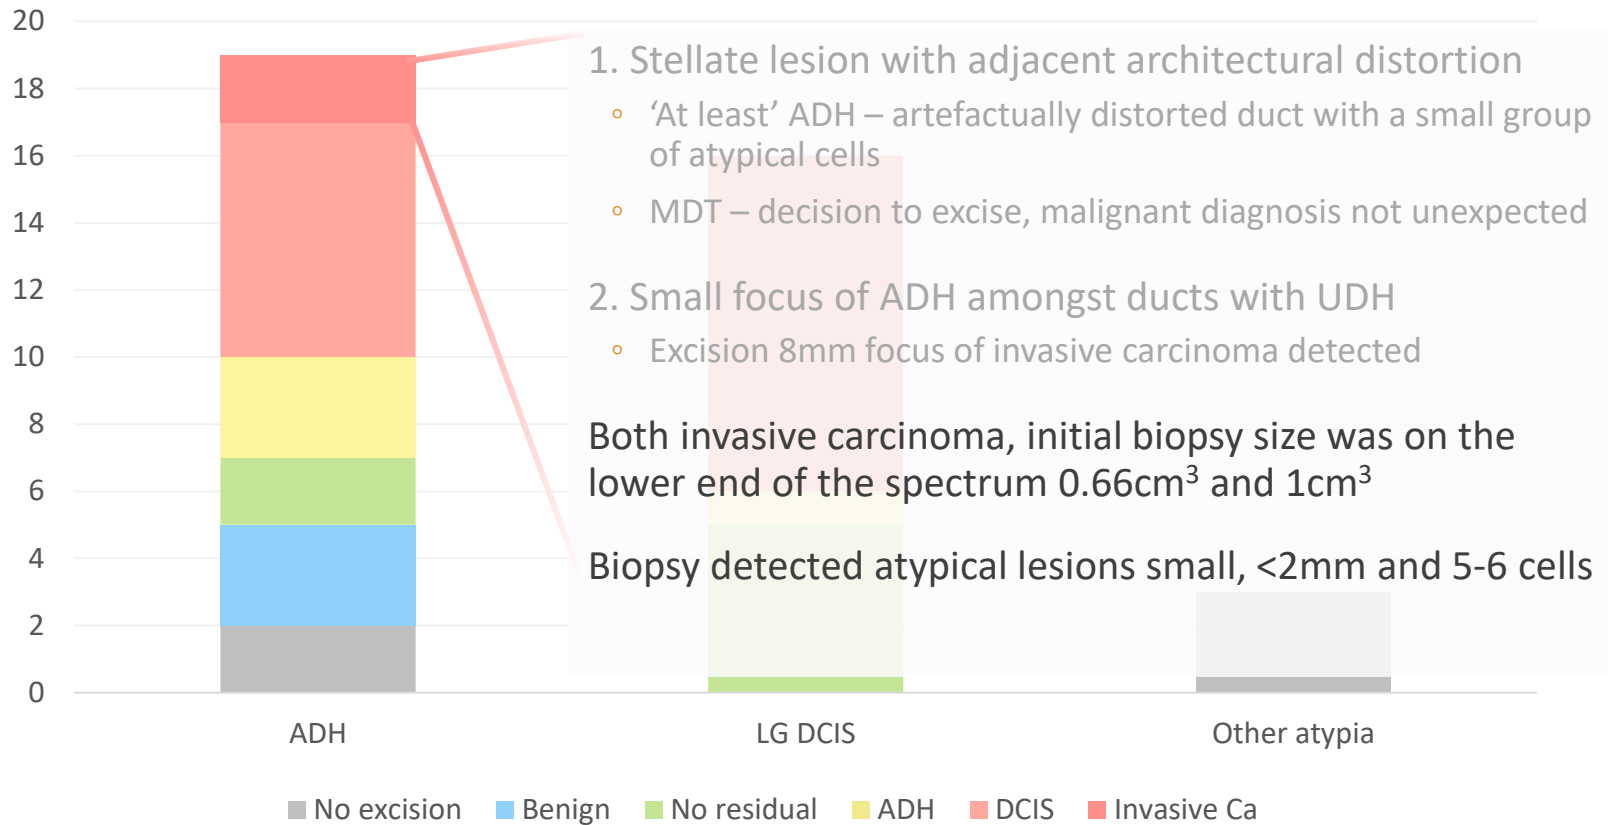 20
18
16
14
12
10
8
6
4
2
0
1. Stellate lesion with adjacent architectural distortion
‘At least’ ADH – artefactually distorted duct with a small group
of atypical cells
MDT – decision to excise, malignant diagnosis not unexpected
2. Small focus of ADH amongst ducts with UDH
Excision 8mm focus of invasive carcinoma detected
Both invasive carcinoma, initial biopsy size was on the
lower end of the spectrum 0.66cm³ and 1cm³
Biopsy detected atypical lesions small, <2mm and 5-6 cells
ADH
LG DCIS
Other atypia
No excision
Benign
No residual
ADH
DCIS
Invasive Ca